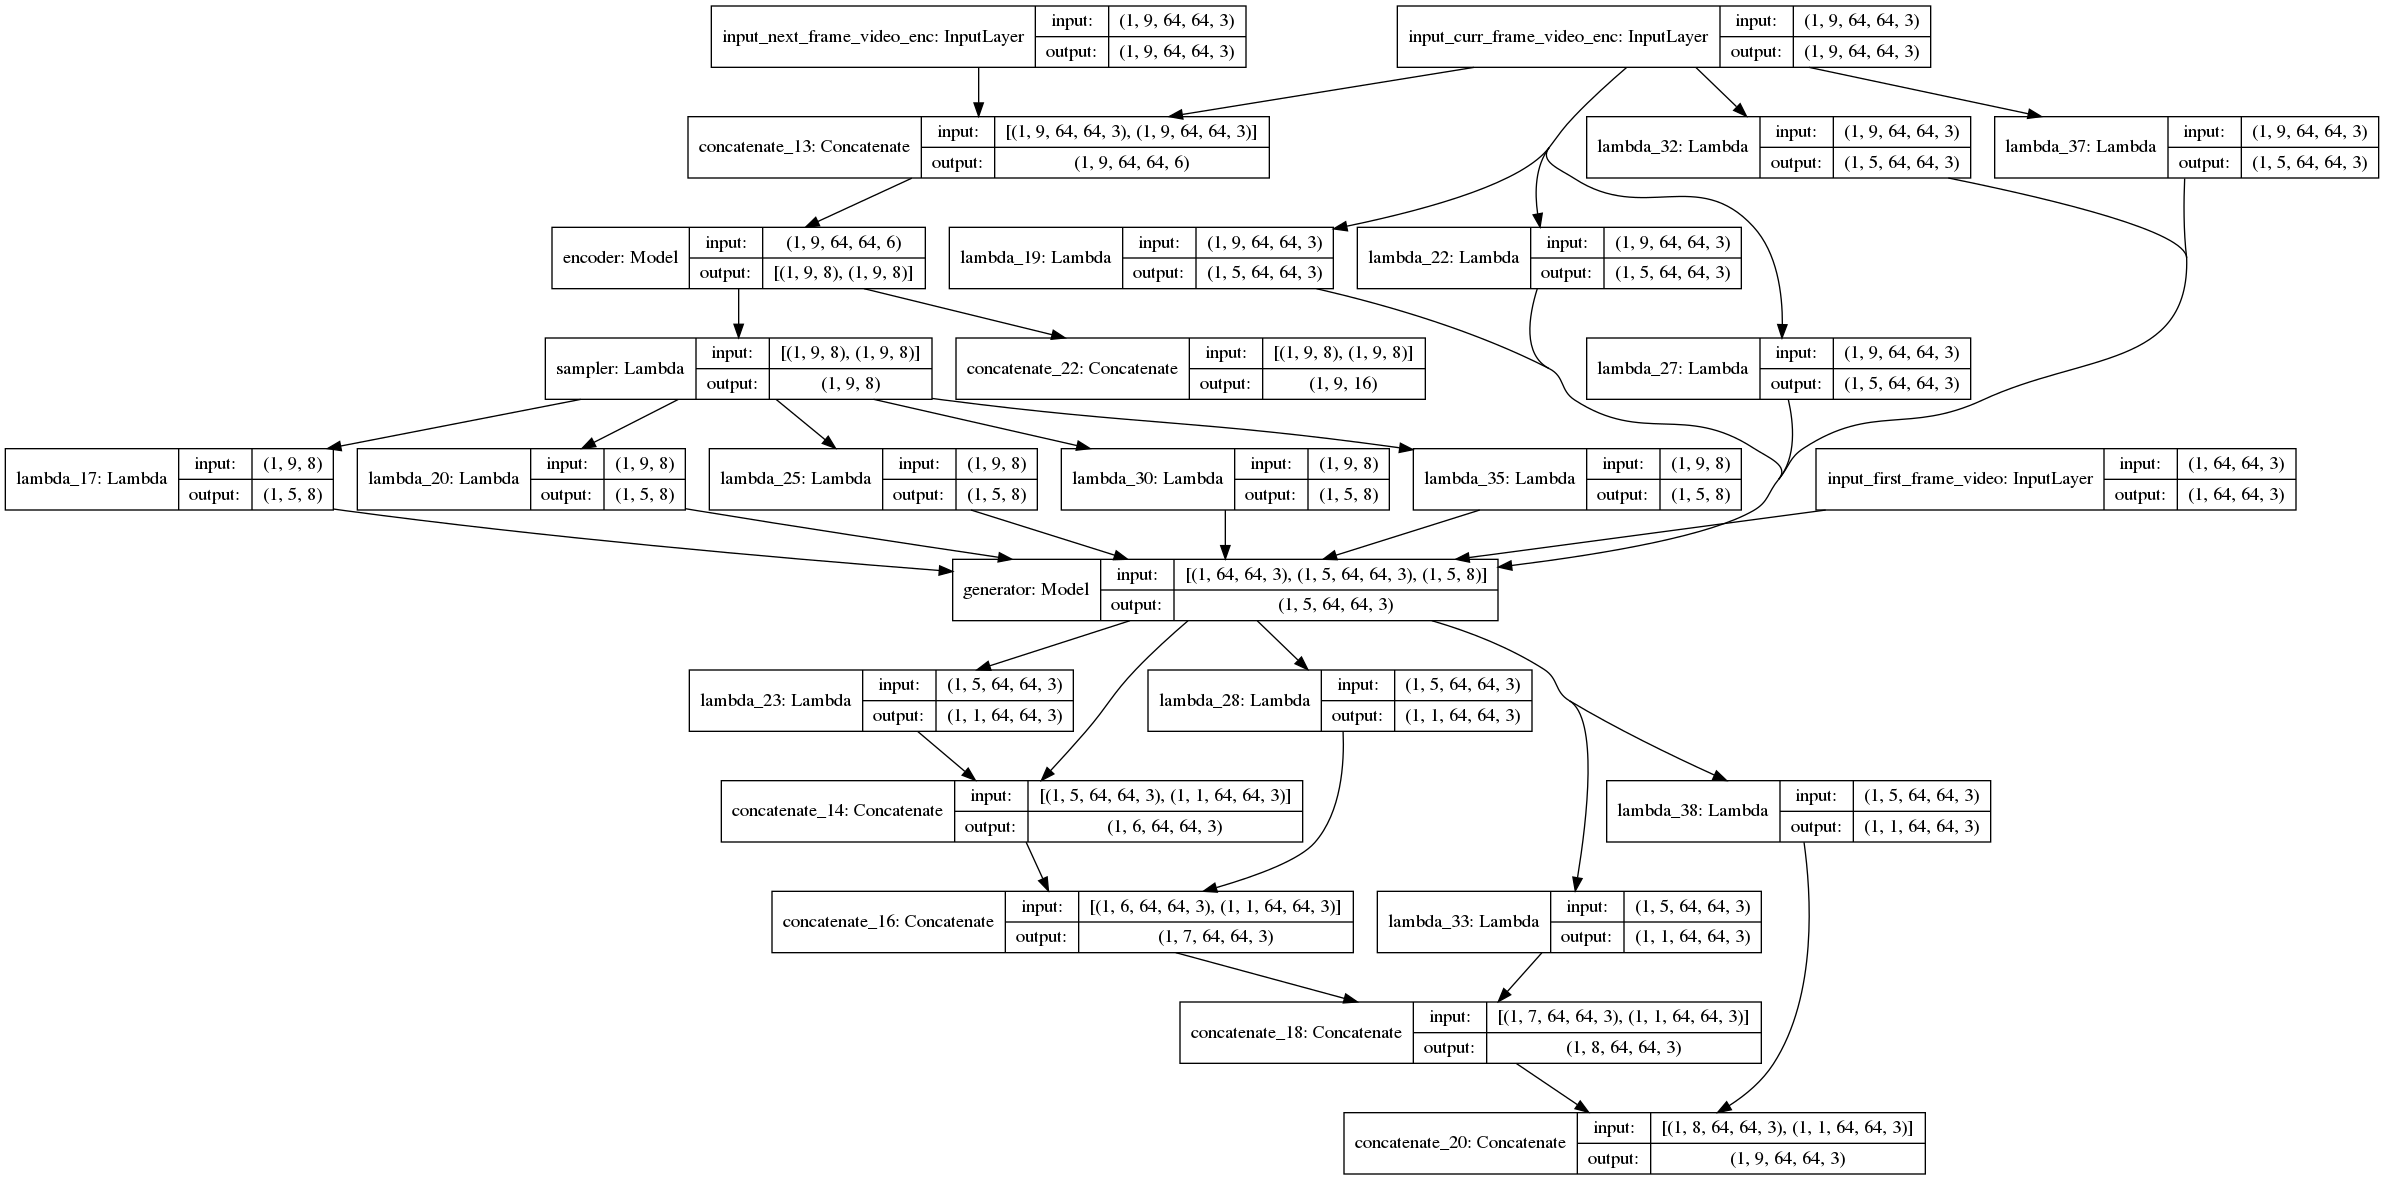 input_next_frame_video_enc: InputLayer
input: (1, 9, 64, 64, 3)
output: (1, 9, 64, 64, 3)
input_curr_frame_video_enc: InputLayer
input: (1, 9, 64, 64, 3)
output: (1, 9, 64, 64, 3)
concatenate_13: Concatenate
input: [(1, 9, 64, 64, 3), (1, 9, 64, 64, 3)]
output: (1, 9, 64, 64, 6)
lambda_32: Lambda
input: (1, 9, 64, 64, 3)
output: (1, 5, 64, 64, 3)
lambda_37: Lambda
input: (1, 9, 64, 64, 3)
output: (1, 5, 64, 64, 3)
encoder: Model
input: (1, 9, 64, 64, 6)
output: [(1, 9, 8), (1, 9, 8)]
lambda_19: Lambda
input: (1, 9, 64, 64, 3)
output: (1, 5, 64, 64, 3)
lambda_22: Lambda
input: (1, 9, 64, 64, 3)
output: (1, 5, 64, 64, 3)
sampler: Lambda
input: [(1, 9, 8), (1, 9, 8)]
output: (1, 9, 8)
concatenate_22: Concatenate
input: [(1, 9, 8), (1, 9, 8)]
output: (1, 9, 16)
lambda_27: Lambda
input: (1, 9, 64, 64, 3)
output: (1, 5, 64, 64, 3)
lambda_17: Lambda
input: (1, 9, 8)
output: (1, 5, 8)
lambda_20: Lambda
input: (1, 9, 8)
output: (1, 5, 8)
lambda_25: Lambda
input: (1, 9, 8)
output: (1, 5, 8)
lambda_30: Lambda
input: (1, 9, 8)
output: (1, 5, 8)
lambda_35: Lambda
input: (1, 9, 8)
output: (1, 5, 8)
input_first_frame_video: InputLayer
input: (1, 64, 64, 3)
output: (1, 64, 64, 3)
generator: Model
input: [(1, 64, 64, 3), (1, 5, 64, 64, 3), (1, 5, 8)]
output: (1, 5, 64, 64, 3)
lambda_23: Lambda
input: (1, 5, 64, 64, 3)
output: (1, 1, 64, 64, 3)
lambda_28: Lambda
input: (1, 5, 64, 64, 3)
output: (1, 1, 64, 64, 3)
concatenate_14: Concatenate
input: [(1, 5, 64, 64, 3), (1, 1, 64, 64, 3)]
output: (1, 6, 64, 64, 3)
lambda_38: Lambda
input: (1, 5, 64, 64, 3)
output: (1, 1, 64, 64, 3)
concatenate_16: Concatenate
input: [(1, 6, 64, 64, 3), (1, 1, 64, 64, 3)]
output: (1, 7, 64, 64, 3)
lambda_33: Lambda
input: (1, 5, 64, 64, 3)
output: (1, 1, 64, 64, 3)
concatenate_18: Concatenate
input: [(1, 7, 64, 64, 3), (1, 1, 64, 64, 3)]
output: (1, 8, 64, 64, 3)
concatenate_20: Concatenate
input: [(1, 8, 64, 64, 3), (1, 1, 64, 64, 3)]
output: (1, 9, 64, 64, 3)